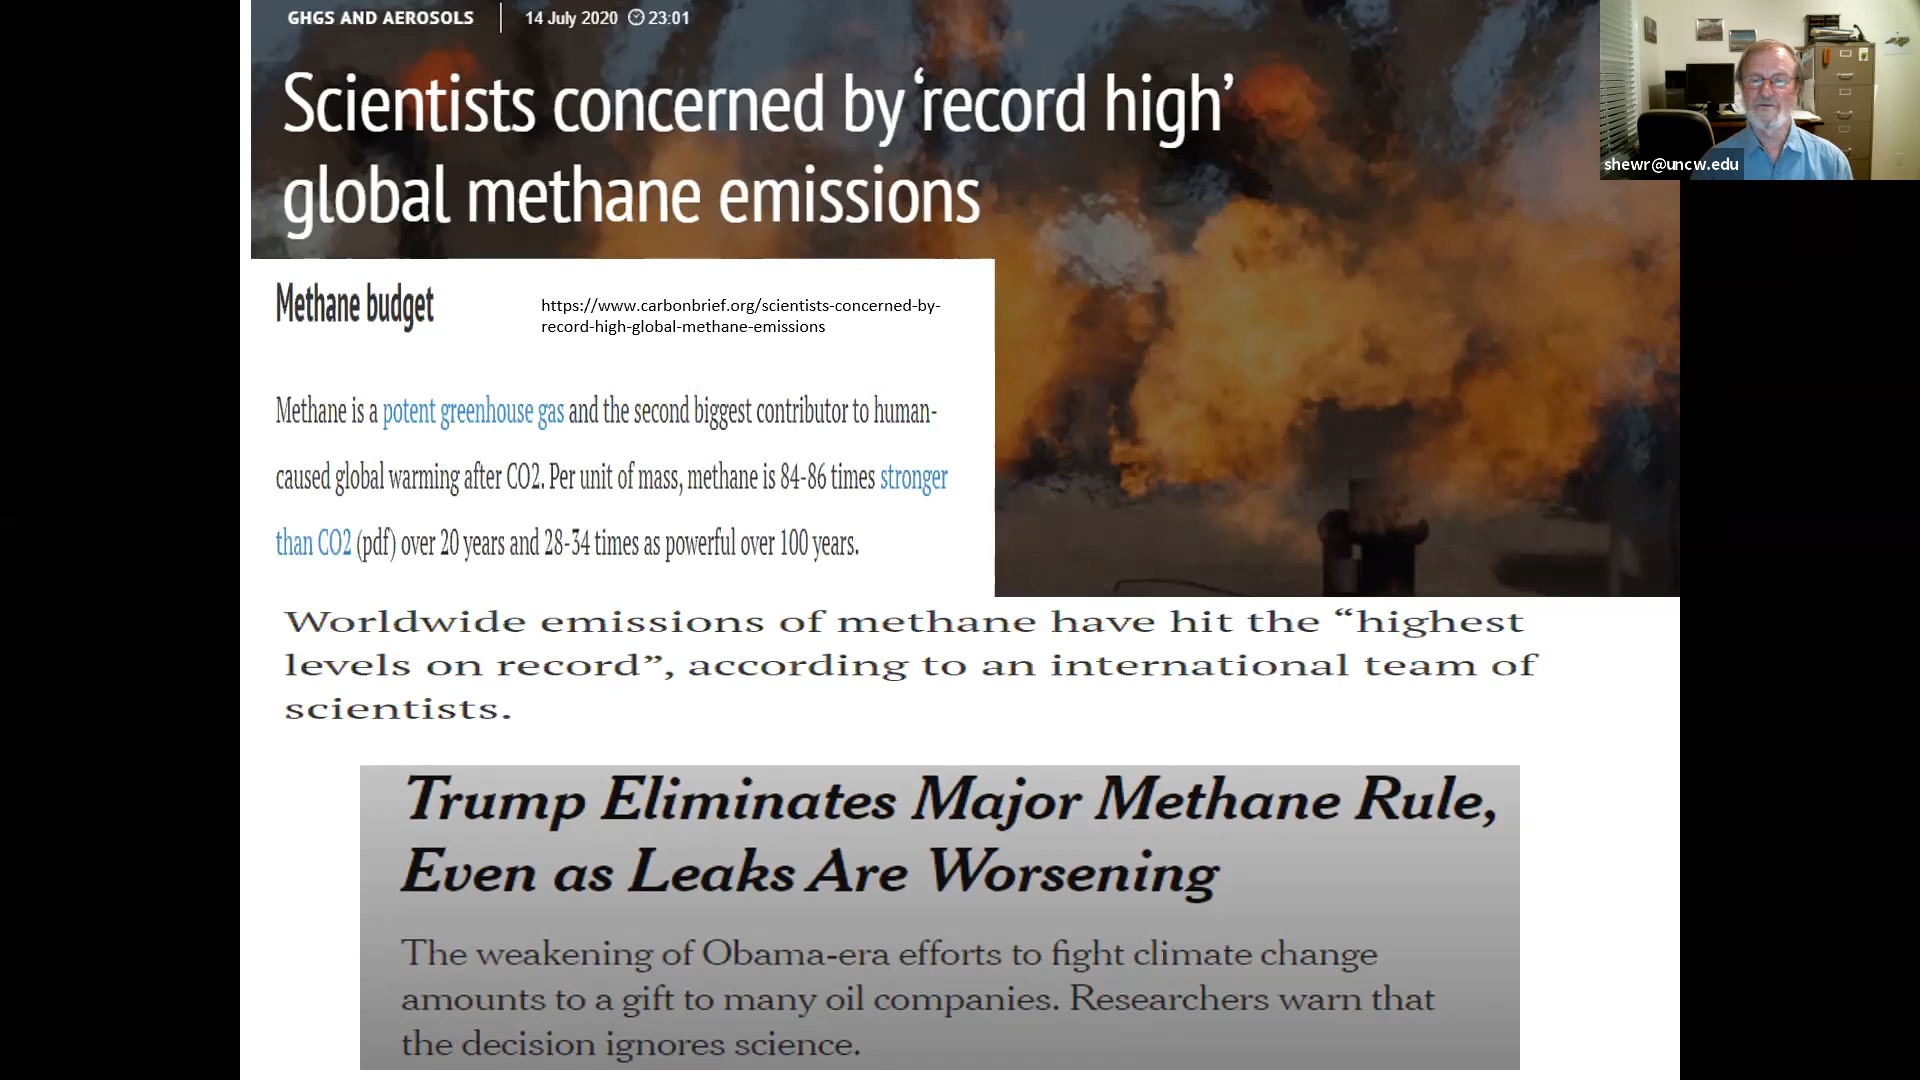 GHGS AND AEROSOLS | 14 July 2020 23:01
Scientists concerned by ‘record high’
global methane emissions
shewr@uncw.edu
Methane budget
https://www.carbonbrief.org/scientists-concerned-by-
record-high-global-methane-emissions
Methane is a potent greenhouse gas and the second biggest contributor to human-
caused global warming after CO2. Per unit of mass, methane is 84-86 times stronger
than CO2 (pdf) over 20 years and 28-34 times as powerful over 100 years.
Worldwide emissions of methane have hit the “highest
levels on record”, according to an international team of
scientists.
Trump Eliminates Major Methane Rule,
Even as Leaks Are Worsening
The weakening of Obama-era efforts to fight climate change
amounts to a gift to many oil companies. Researchers warn that
the decision ignores science.